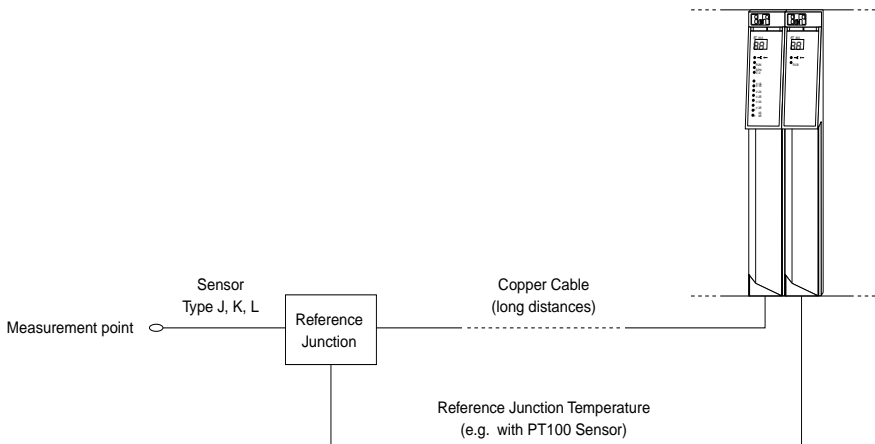 Sensor
Type J, K, L
Measurement point
Reference
Junction
Copper Cable
(long distances)
Reference Junction Temperature
(e.g. with PT100 Sensor)